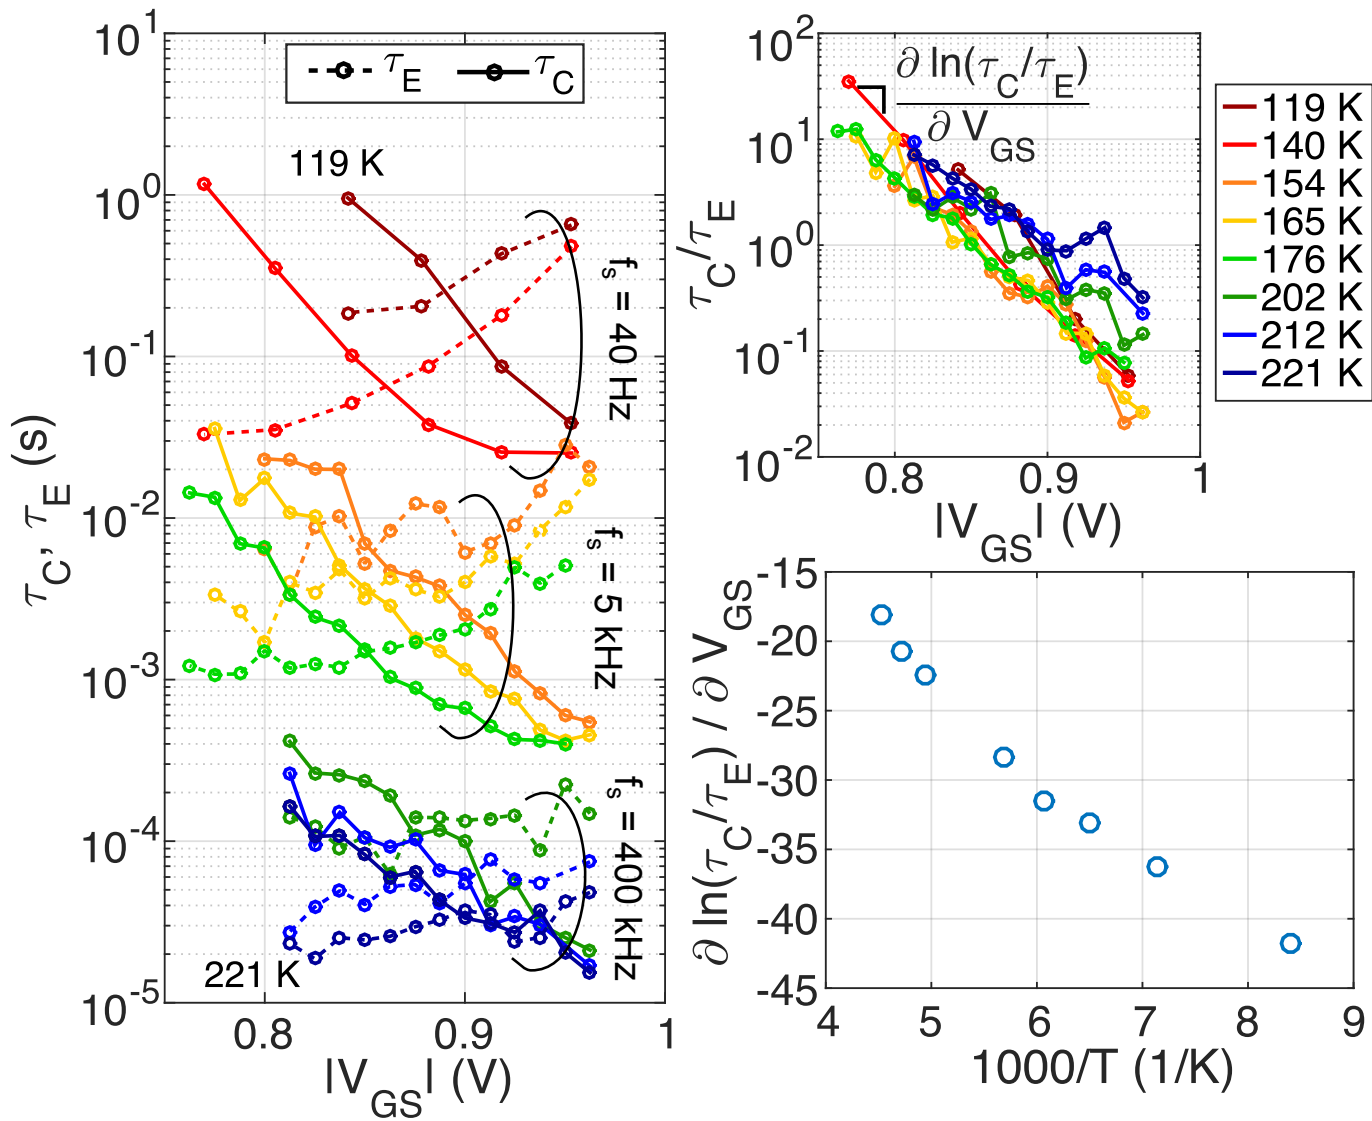 10^1
10^0
10^-1
10^-2
10^-3
10^-4
10^-5
τ_C, τ_E (s)
τ_E
τ_C
119 K
f_s = 40 Hz
f_s = 5 kHz
f_s = 400 kHz
221 K
0.8 0.9 1
|V_GS| (V)
10^2
10^1
10^0
10^-1
10^-2
τ_C/τ_E
∂ ln(τ_C/τ_E)
∂ V_GS
0.8 0.9 1
|V_GS| (V)
119 K
140 K
154 K
165 K
176 K
202 K
212 K
221 K
-15
-20
-25
-30
-35
-40
-45
∂ ln(τ_C/τ_E) / ∂ V_GS
4 5 6 7 8 9
1000/T (1/K)